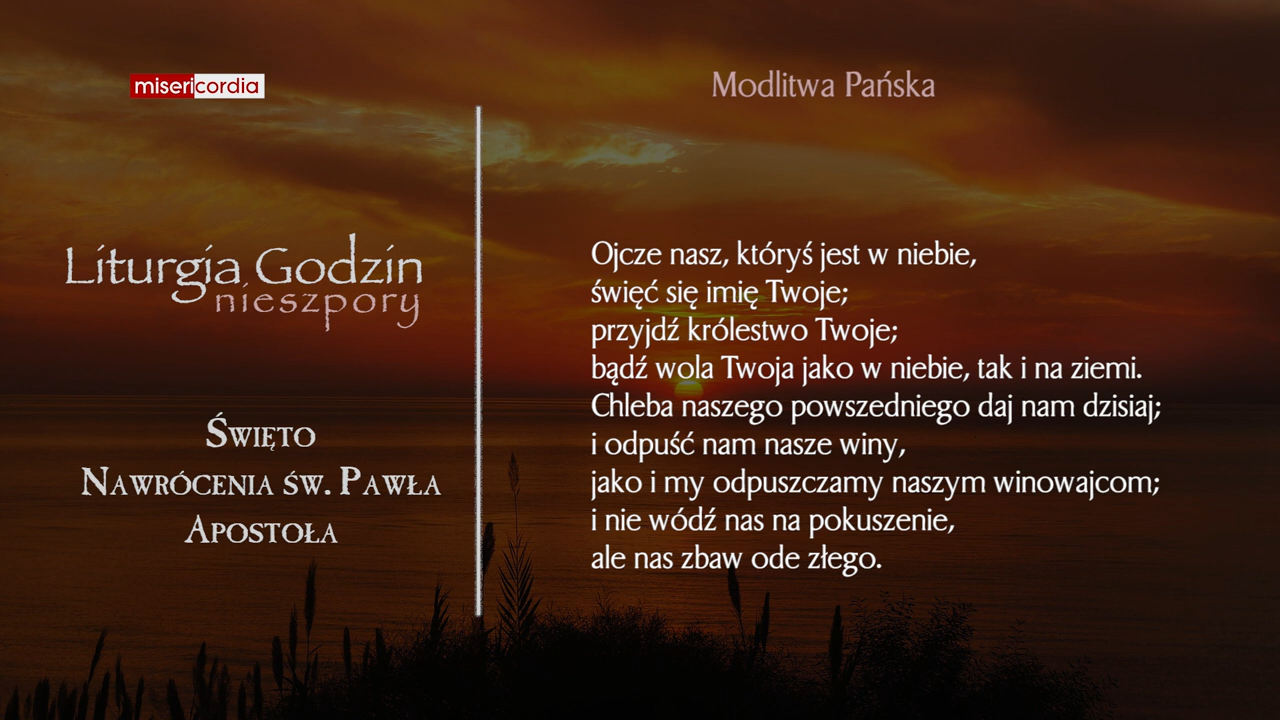 misericordia
Liturgia Godzin
nieszpory
Święto
Nawrócenia św. Pawła
Apostoła
Modlitwa Pańska
Ojcze nasz, któryś jest w niebie,
święć się imię Twoje;
przyjdź królestwo Twoje;
bądź wola Twoja jako w niebie, tak i na ziemi.
Chleba naszego powszedniego daj nam dzisiaj;
i odpuść nam nasze winy,
jako i my odpuszczamy naszym winowajcom;
i nie wódź nas na pokuszenie,
ale nas zbaw ode złego.